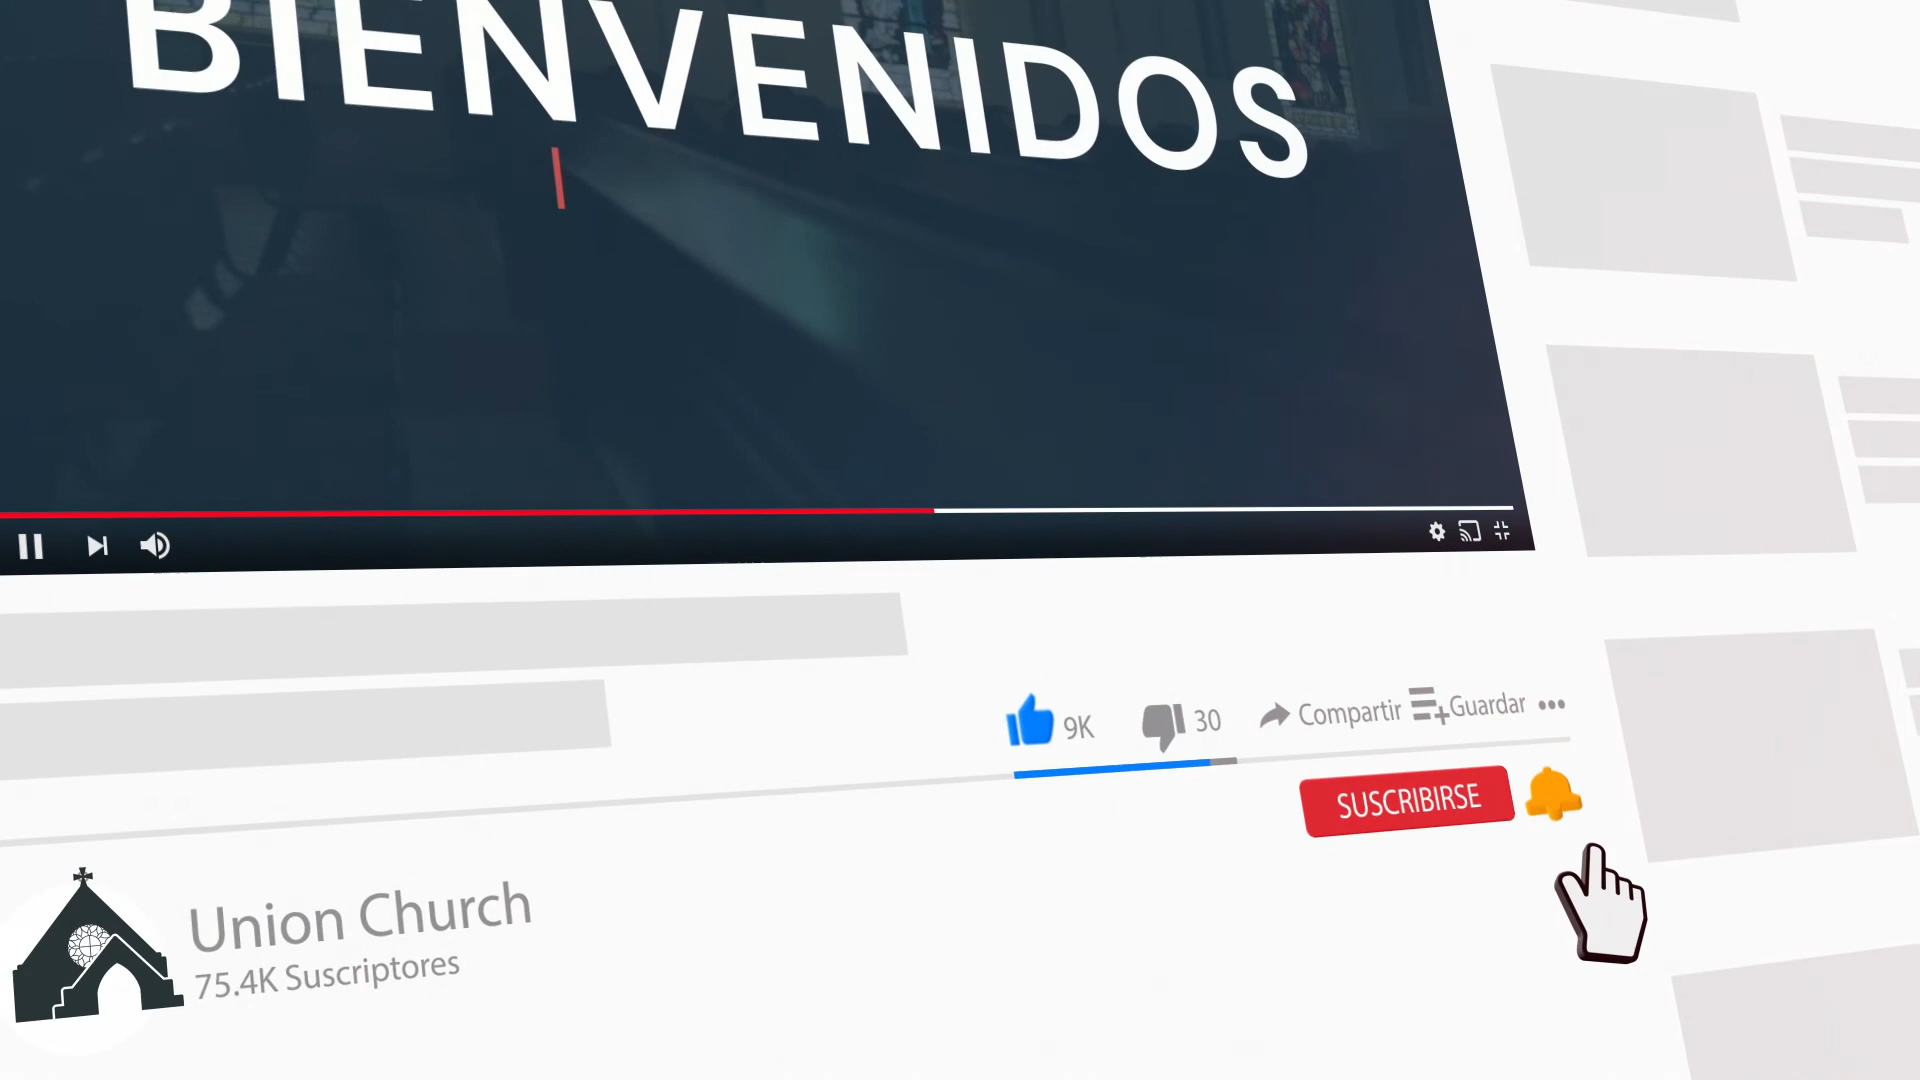 BIENVENIDOS
9K
30
Compartir
Guardar
SUSCRIBIRSE
Union Church
75.4K Suscriptores